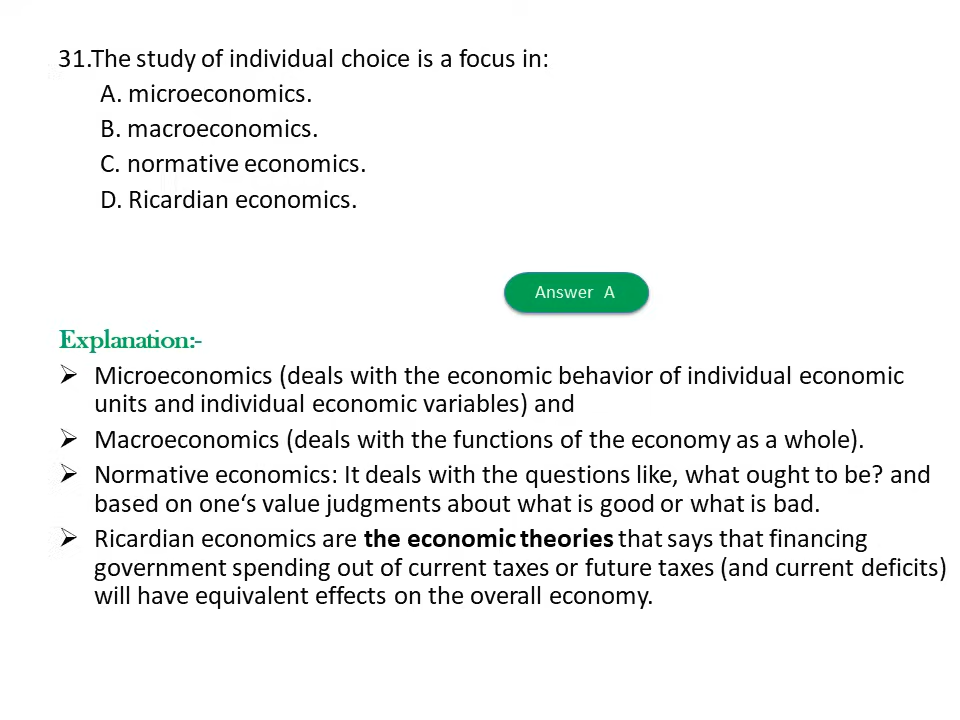 31.The study of individual choice is a focus in:
A. microeconomics.
B. macroeconomics.
C. normative economics.
D. Ricardian economics.
Answer A
Explanation:-
➢ Microeconomics (deals with the economic behavior of individual economic
units and individual economic variables) and
➢ Macroeconomics (deals with the functions of the economy as a whole).
➢ Normative economics: It deals with the questions like, what ought to be? and
based on one‘s value judgments about what is good or what is bad.
➢ Ricardian economics are the economic theories that says that financing
government spending out of current taxes or future taxes (and current deficits)
will have equivalent effects on the overall economy.